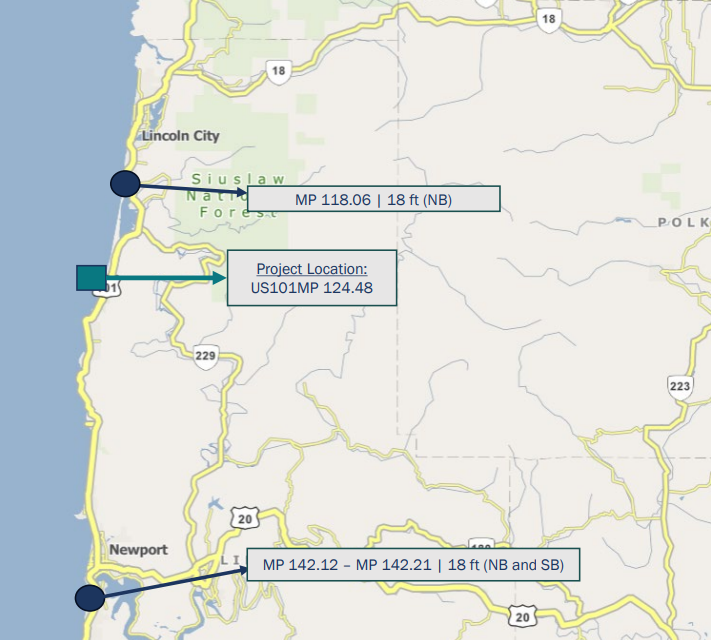 18
18
Lincoln City
Siuslaw
National
Forest
MP 118.06 | 18 ft (NB)
POLK
Project Location:
US101MP 124.48
101
229
223
20
Newport
MP 142.12 – MP 142.21 | 18 ft (NB and SB)
20